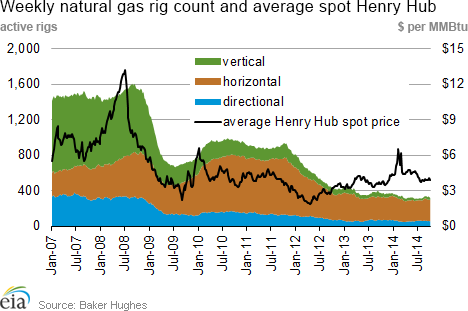 Weekly natural gas rig count and average spot Henry Hub
active rigs
$ per MMBtu
2,000
1,600
1,200
800
400
0
$15
$12
$9
$6
$3
$0
vertical
horizontal
directional
average Henry Hub spot price
Jan-07
Jul-07
Jan-08
Jul-08
Jan-09
Jul-09
Jan-10
Jul-10
Jan-11
Jul-11
Jan-12
Jul-12
Jan-13
Jul-13
Jan-14
Jul-14
eia
Source: Baker Hughes